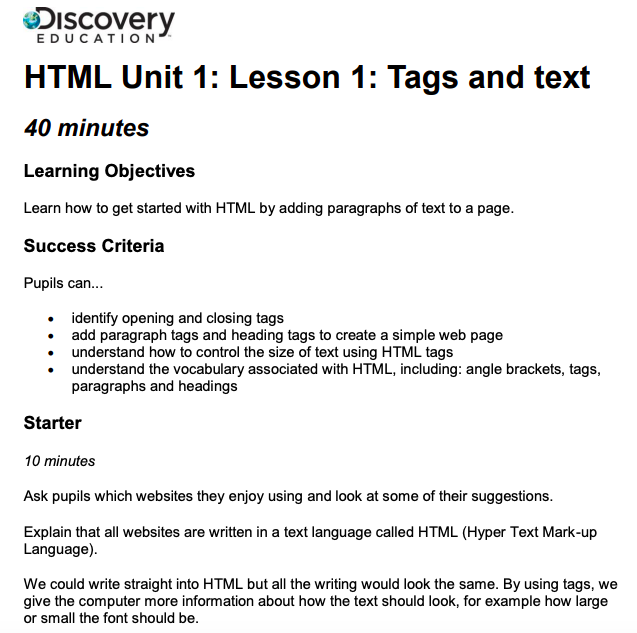 Discovery
EDUCATION™
HTML Unit 1: Lesson 1: Tags and text
40 minutes
Learning Objectives
Learn how to get started with HTML by adding paragraphs of text to a page.
Success Criteria
Pupils can...
• identify opening and closing tags
• add paragraph tags and heading tags to create a simple web page
• understand how to control the size of text using HTML tags
• understand the vocabulary associated with HTML, including: angle brackets, tags,
paragraphs and headings
Starter
10 minutes
Ask pupils which websites they enjoy using and look at some of their suggestions.
Explain that all websites are written in a text language called HTML (Hyper Text Mark-up
Language).
We could write straight into HTML but all the writing would look the same. By using tags, we
give the computer more information about how the text should look, for example how large
or small the font should be.